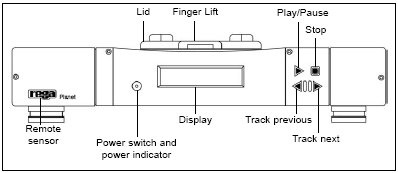 Lid
Finger Lift
Play/Pause
Stop
rega
Planet
Remote
sensor
Power switch and
power indicator
Display
Track previous
Track next